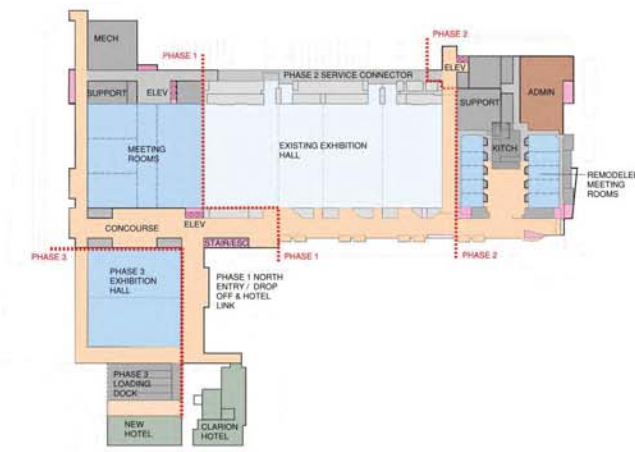 MECH
PHASE 1
PHASE 2
PHASE 2 SERVICE CONNECTOR
ELEV
SUPPORT
ELEV
ADMIN
SUPPORT
MEETING
ROOMS
EXISTING EXHIBITION
HALL
KITCH
REMODELED
MEETING
ROOMS
CONCOURSE
ELEV
STAIR/ESC
PHASE 3
PHASE 1
PHASE 2
PHASE 3
EXHIBITION
HALL
PHASE 1 NORTH
ENTRY / DROP
OFF & HOTEL
LINK
PHASE 3
LOADING
DOCK
NEW
HOTEL
CLARION
HOTEL